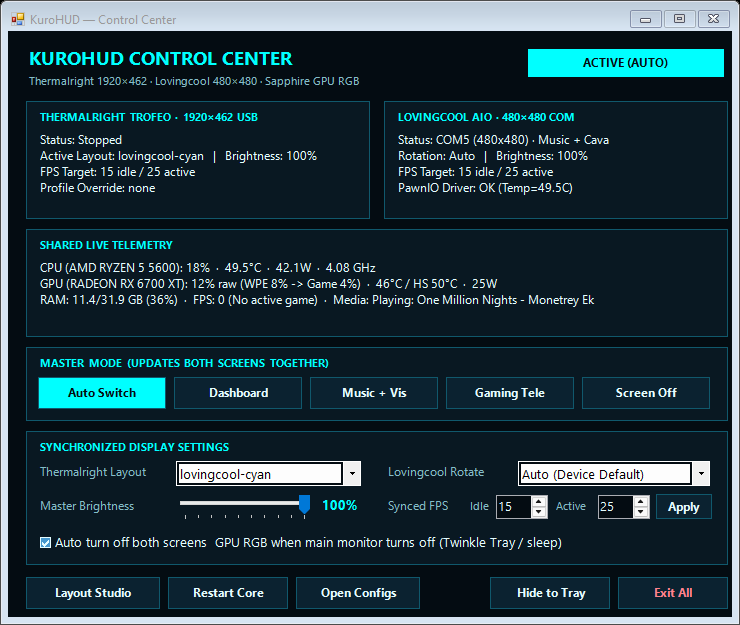 KuroHUD — Control Center
KUROHUD CONTROL CENTER
ACTIVE (AUTO)
Thermalright 1920×462 · Lovingcool 480×480 · Sapphire GPU RGB
THERMALRIGHT TROFEO · 1920×462 USB
Status: Stopped
Active Layout: lovingcool-cyan | Brightness: 100%
FPS Target: 15 idle / 25 active
Profile Override: none
LOVINGCOOL AIO · 480×480 COM
Status: COM5 (480x480) · Music + Cava
Rotation: Auto | Brightness: 100%
FPS Target: 15 idle / 25 active
PawnIO Driver: OK (Temp=49.5C)
SHARED LIVE TELEMETRY
CPU (AMD RYZEN 5 5600): 18% · 49.5°C · 42.1W · 4.08 GHz
GPU (RADEON RX 6700 XT): 12% raw (WPE 8% -> Game 4%) · 46°C / HS 50°C · 25W
RAM: 11.4/31.9 GB (36%) · FPS: 0 (No active game) · Media: Playing: One Million Nights - Monetrey Ek
MASTER MODE (UPDATES BOTH SCREENS TOGETHER)
Auto Switch
Dashboard
Music + Vis
Gaming Tele
Screen Off
SYNCHRONIZED DISPLAY SETTINGS
Thermalright Layout
lovingcool-cyan
Lovingcool Rotate
Auto (Device Default)
Master Brightness
100%
Synced FPS
Idle
15
Active
25
Apply
Auto turn off both screens GPU RGB when main monitor turns off (Twinkle Tray / sleep)
Layout Studio
Restart Core
Open Configs
Hide to Tray
Exit All